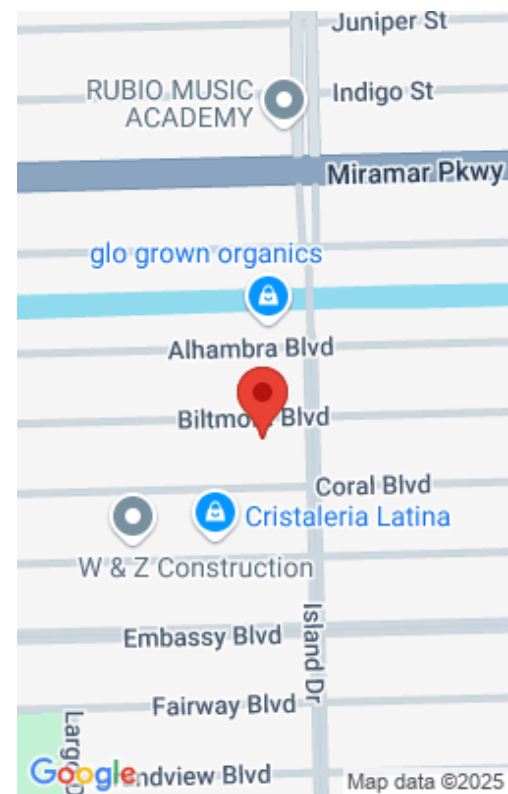 Juniper St
RUBIO MUSIC
ACADEMY
Indigo St
Miramar Pkwy
glo grown organics
Alhambra Blvd
Blvd
Coral Blvd
Cristaleria Latina
W & Z Construction
Island Dr
Embassy Blvd
Fairway Blvd
Google
Map data ©2025